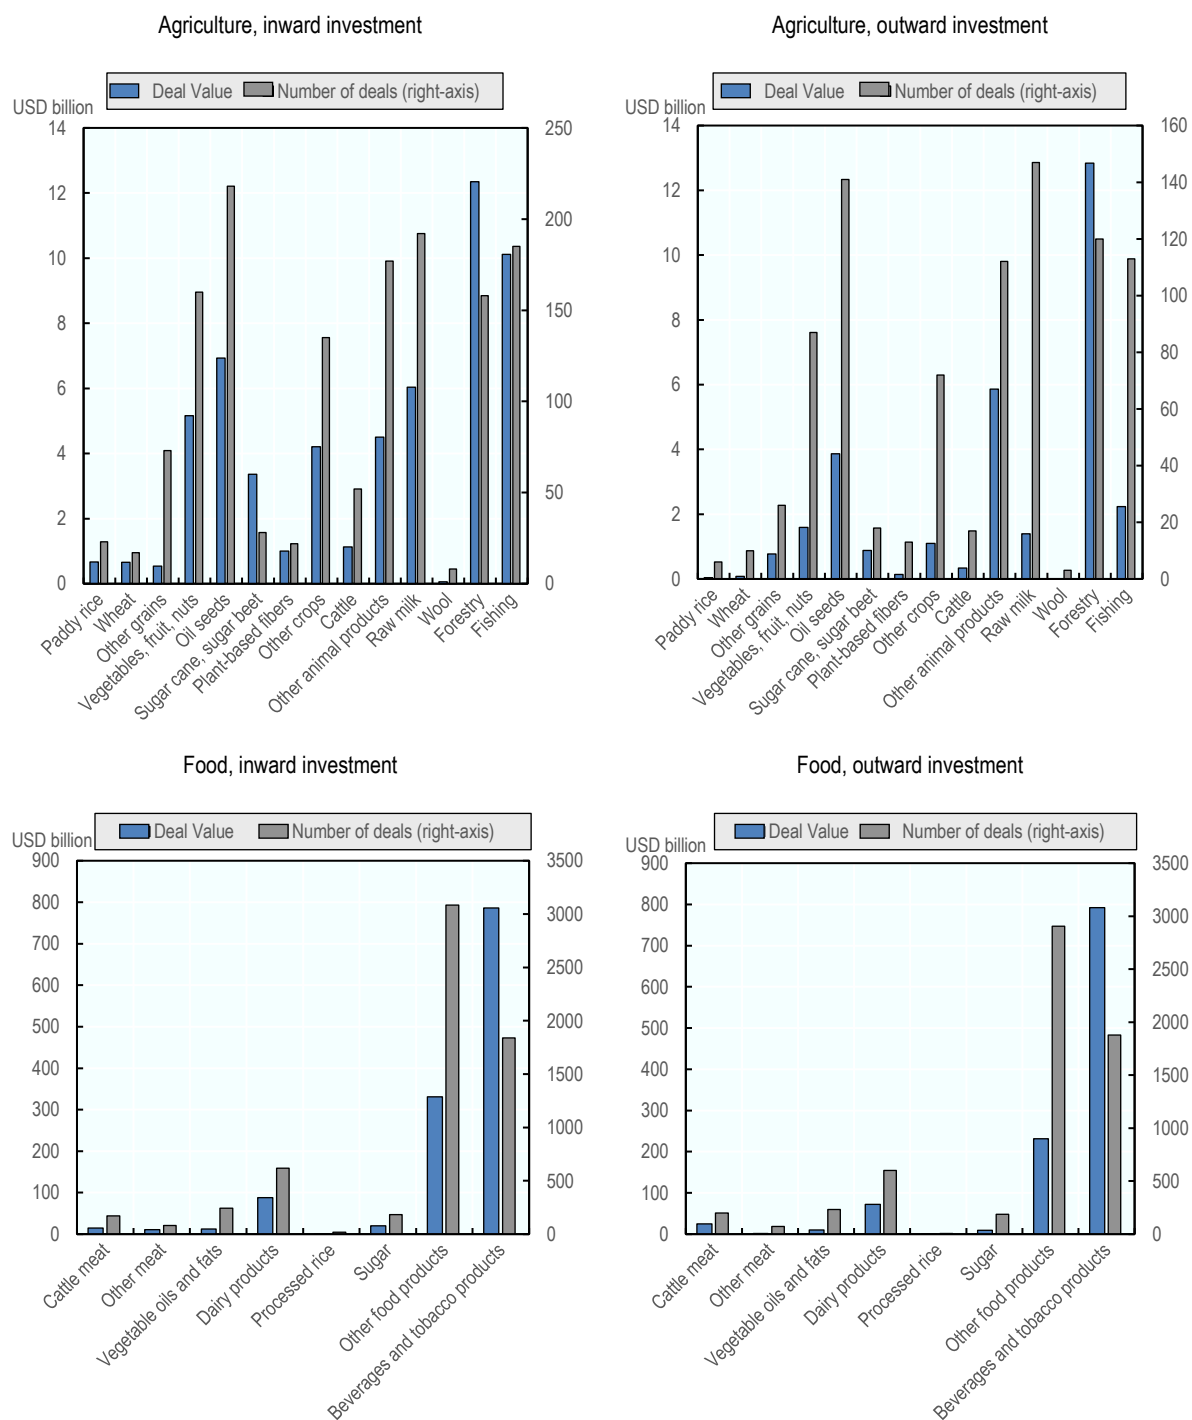 Agriculture, inward investment
Deal Value
Number of deals (right-axis)
USD billion
14
12
10
8
6
4
2
0
250
200
150
100
50
0
Paddy rice
Wheat
Other grains
Vegetables, fruit, nuts
Oil seeds
Sugar cane, sugar beet
Plant-based fibers
Other crops
Cattle
Other animal products
Raw milk
Wool
Forestry
Fishing
Agriculture, outward investment
Deal Value
Number of deals (right-axis)
USD billion
14
12
10
8
6
4
2
0
160
140
120
100
80
60
40
20
0
Paddy rice
Wheat
Other grains
Vegetables, fruit, nuts
Oil seeds
Sugar cane, sugar beet
Plant-based fibers
Other crops
Cattle
Other animal products
Raw milk
Wool
Forestry
Fishing
Food, inward investment
Deal Value
Number of deals (right-axis)
USD billion
900
800
700
600
500
400
300
200
100
0
3500
3000
2500
2000
1500
1000
500
0
Cattle meat
Other meat
Vegetable oils and fats
Dairy products
Processed rice
Sugar
Other food products
Beverages and tobacco products
Food, outward investment
Deal Value
Number of deals (right-axis)
USD billion
900
800
700
600
500
400
300
200
100
0
3500
3000
2500
2000
1500
1000
500
0
Cattle meat
Other meat
Vegetable oils and fats
Dairy products
Processed rice
Sugar
Other food products
Beverages and tobacco products